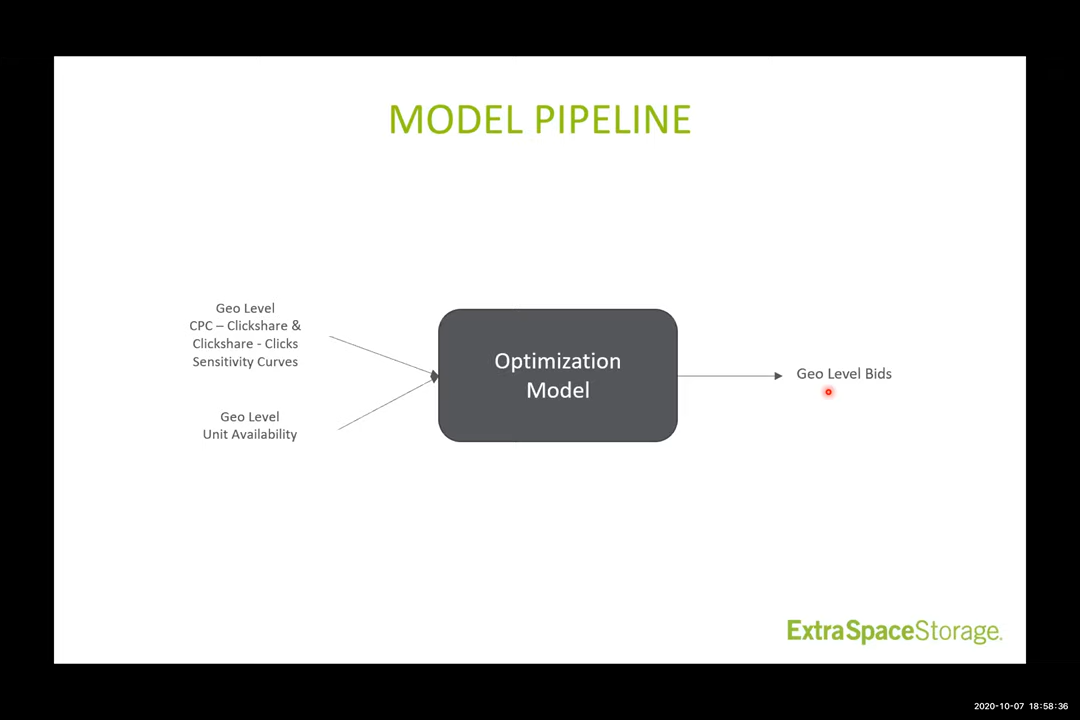 MODEL PIPELINE
Geo Level
CPC – Clickshare &
Clickshare - Clicks
Sensitivity Curves
Geo Level
Unit Availability
Optimization
Model
Geo Level Bids
ExtraSpaceStorage.
2020-10-07 18:58:36